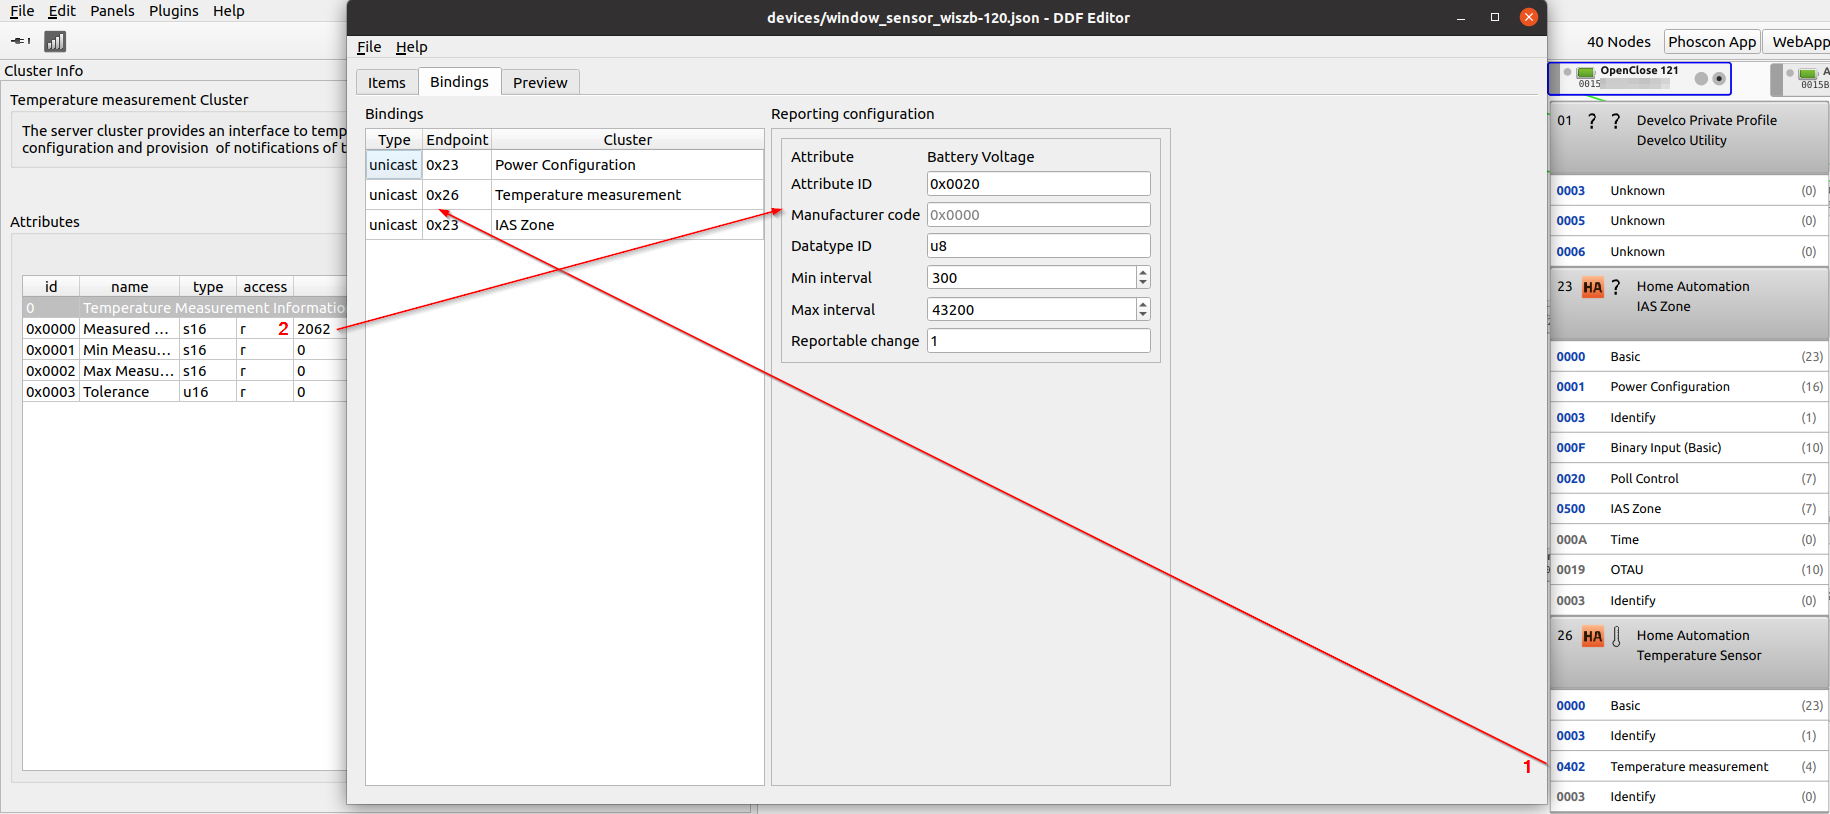 File Edit Panels Plugins Help
Cluster Info
Temperature measurement Cluster
The server cluster provides an interface to
configuration and provision of notifications of
Attributes
id name type access
0 Temperature Measurement
0x0000 Measured ... s16 r 2 2062
0x0001 Min Measu... s16 r 0
0x0002 Max Measu... s16 r 0
0x0003 Tolerance u16 r 0
devices/window_sensor_wiszb-120.json - DDF Editor
File Help
Items Bindings Preview
Bindings
Type Endpoint Cluster
unicast 0x23 Power Configuration
unicast 0x26 Temperature measurement
unicast 0x23 IAS Zone
Reporting configuration
Attribute Battery Voltage
Attribute ID 0x0020
Manufacturer code 0x0000
Datatype ID u8
Min interval 300
Max interval 43200
Reportable change 1
1
40 Nodes Phoscon App WebApp
OpenClose 121
0015
0015B
01 ? ? Develco Private Profile
Develco Utility
0003 Unknown (0)
0005 Unknown (0)
0006 Unknown (0)
23 HA ? Home Automation
IAS Zone
0000 Basic (23)
0001 Power Configuration (16)
0003 Identify (1)
000F Binary Input (Basic) (10)
0020 Poll Control (7)
0500 IAS Zone (7)
000A Time (0)
0019 OTAU (10)
0003 Identify (0)
26 HA Home Automation
Temperature Sensor
0000 Basic (23)
0003 Identify (1)
0402 Temperature measurement (4)
0003 Identify (0)